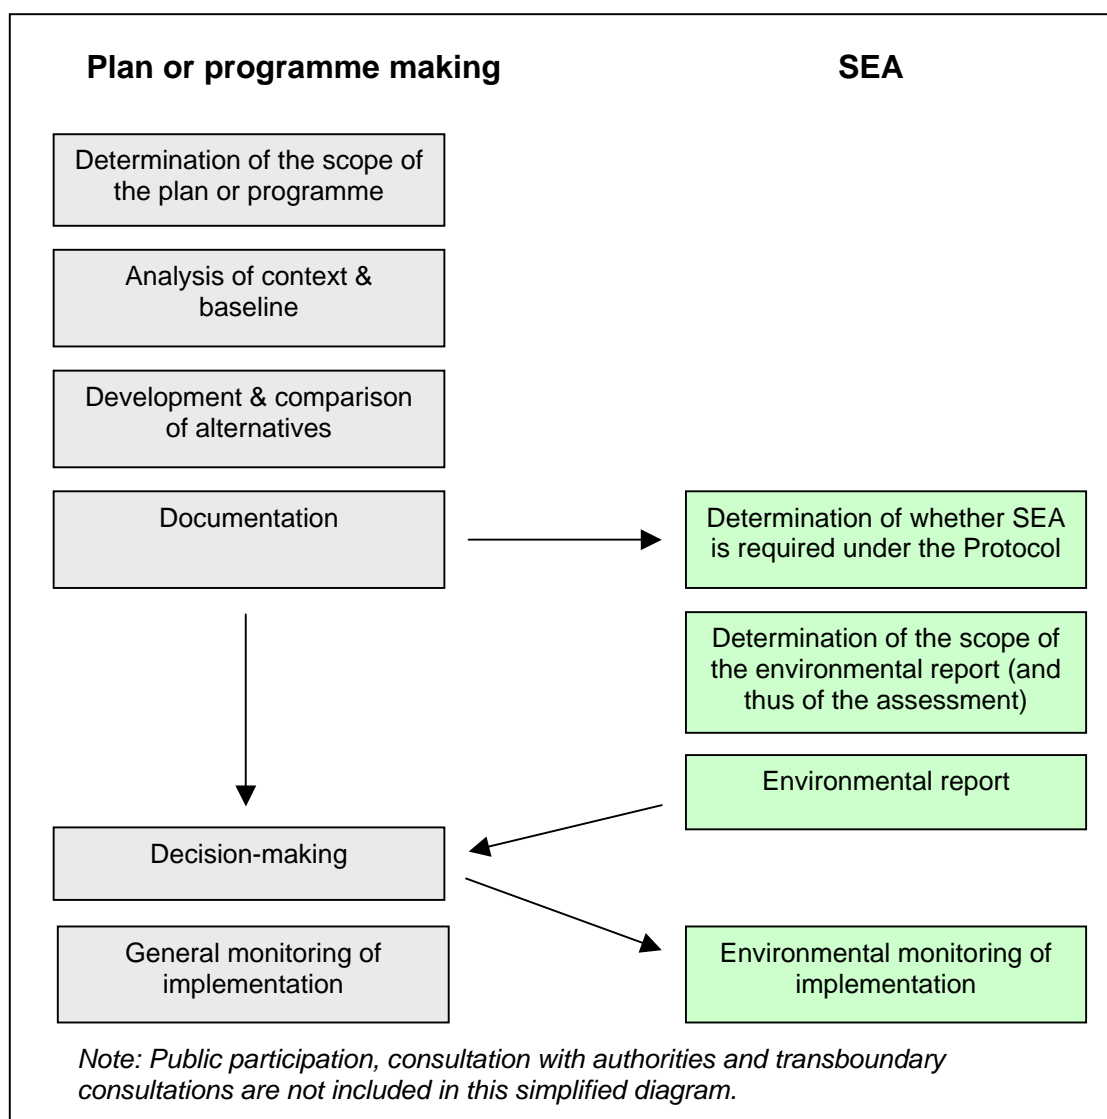 Plan or programme making
SEA
Determination of the scope of
the plan or programme
Analysis of context &
baseline
Development & comparison
of alternatives
Documentation
Determination of whether SEA
is required under the Protocol
Determination of the scope of
the environmental report (and
thus of the assessment)
Environmental report
Decision-making
General monitoring of
implementation
Environmental monitoring of
implementation
Note: Public participation, consultation with authorities and transboundary
consultations are not included in this simplified diagram.